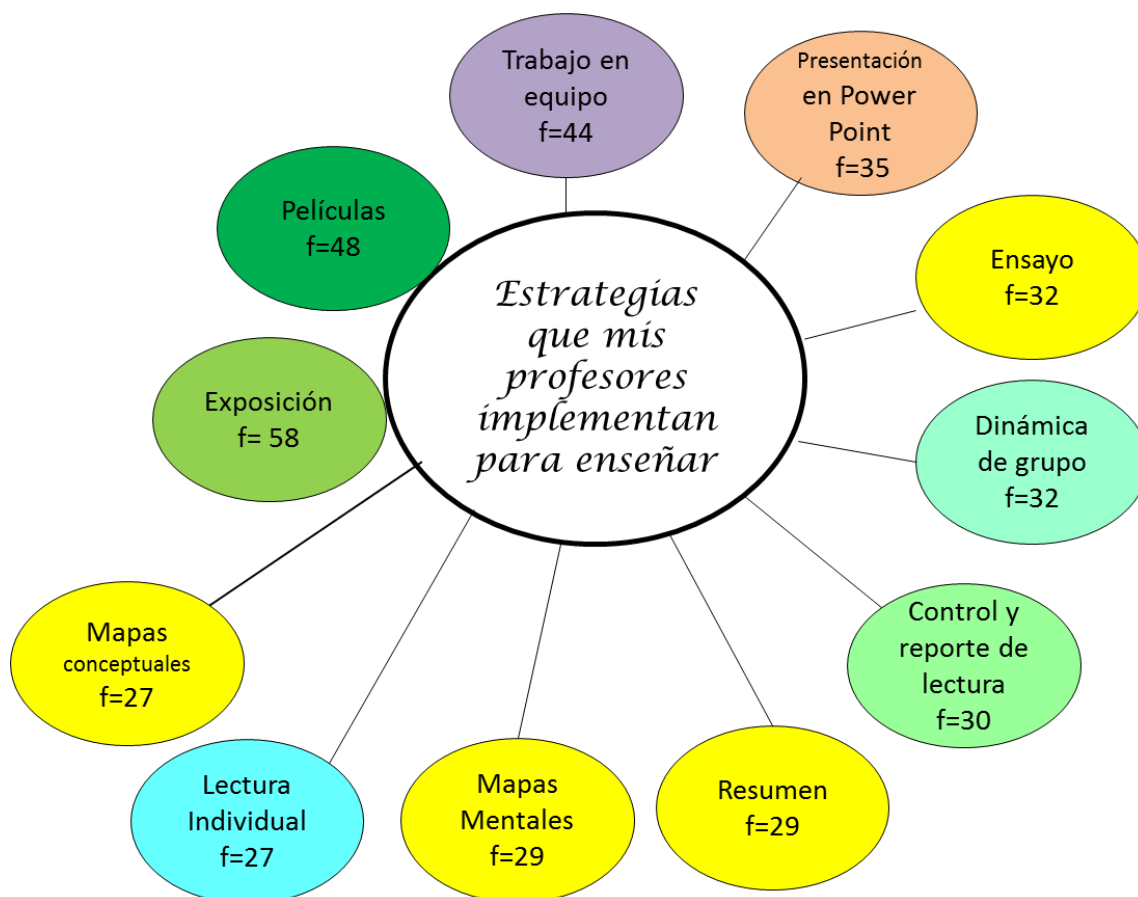 Estrategias
que mis
profesores
implementan
para enseñar
Trabajo en
equipo
f=44
Presentación
en Power
Point
f=35
Ensayo
f=32
Dinámica
de grupo
f=32
Control y
reporte de
lectura
f=30
Resumen
f=29
Mapas
Mentales
f=29
Lectura
Individual
f=27
Mapas
conceptuales
f=27
Exposición
f= 58
Películas
f=48